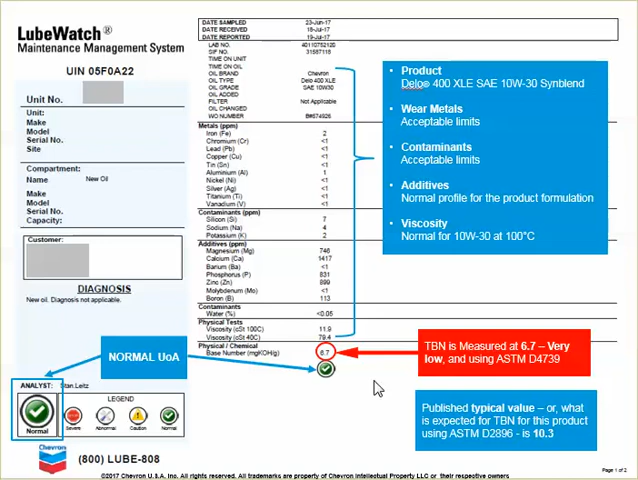 LubeWatch®
Maintenance Management System
UIN 05F0A22
Unit No.
Unit:
Make
Model
Serial No.
Site
Compartment:
Name New Oil
Make
Model
Serial No.
Capacity:
Customer:
DIAGNOSIS
New oil. Diagnosis not applicable.
NORMAL UoA
ANALYST: Stan.Leitz
LEGEND
Normal
Severe Abnormal Caution Normal
Chevron
(800) LUBE-808
DATE SAMPLED 23-Jun-17
DATE RECEIVED 18-Jul-17
DATE REPORTED 19-Jul-17
LAB NO. 40110752120
SIF NO. 31587118
TIME ON UNIT
TIME ON OIL
OIL BRAND Chevron
OIL TYPE Delo 400 XLE
OIL GRADE SAE 10W30
OIL ADDED
FILTER Not Applicable
OIL CHANGED
WO NUMBER B#674926
Metals (ppm)
Iron (Fe) 2
Chromium (Cr) <1
Lead (Pb) <1
Copper (Cu) <1
Tin (Sn) <1
Aluminum (Al) 1
Nickel (Ni) <1
Silver (Ag) <1
Titanium (Ti) <1
Vanadium (V) <1
Contaminants (ppm)
Silicon (Si) 7
Sodium (Na) 4
Potassium (K) 2
Additives (ppm)
Magnesium (Mg) 746
Calcium (Ca) 1417
Barium (Ba) <1
Phosphorus (P) 831
Zinc (Zn) 899
Molybdenum (Mo) <1
Boron (B) 113
Contaminants
Water (%) <0.05
Physical Tests
Viscosity (cSt 100C) 11.9
Viscosity (cSt 40C) 79.4
Physical / Chemical
Base Number (mgKOH/g) 6.7
• Product
Delo® 400 XLE SAE 10W-30 Synblend
• Wear Metals
Acceptable limits
• Contaminants
Acceptable limits
• Additives
Normal profile for the product formulation
• Viscosity
Normal for 10W-30 at 100°C
TBN is Measured at 6.7 – Very
low, and using ASTM D4739
Published typical value – or, what
is expected for TBN for this product
using ASTM D2896 - is 10.3
Page 1 of 2
©2017 Chevron U.S.A. Inc. All rights reserved. All trademarks are property of Chevron Intellectual Property LLC or their respective owners